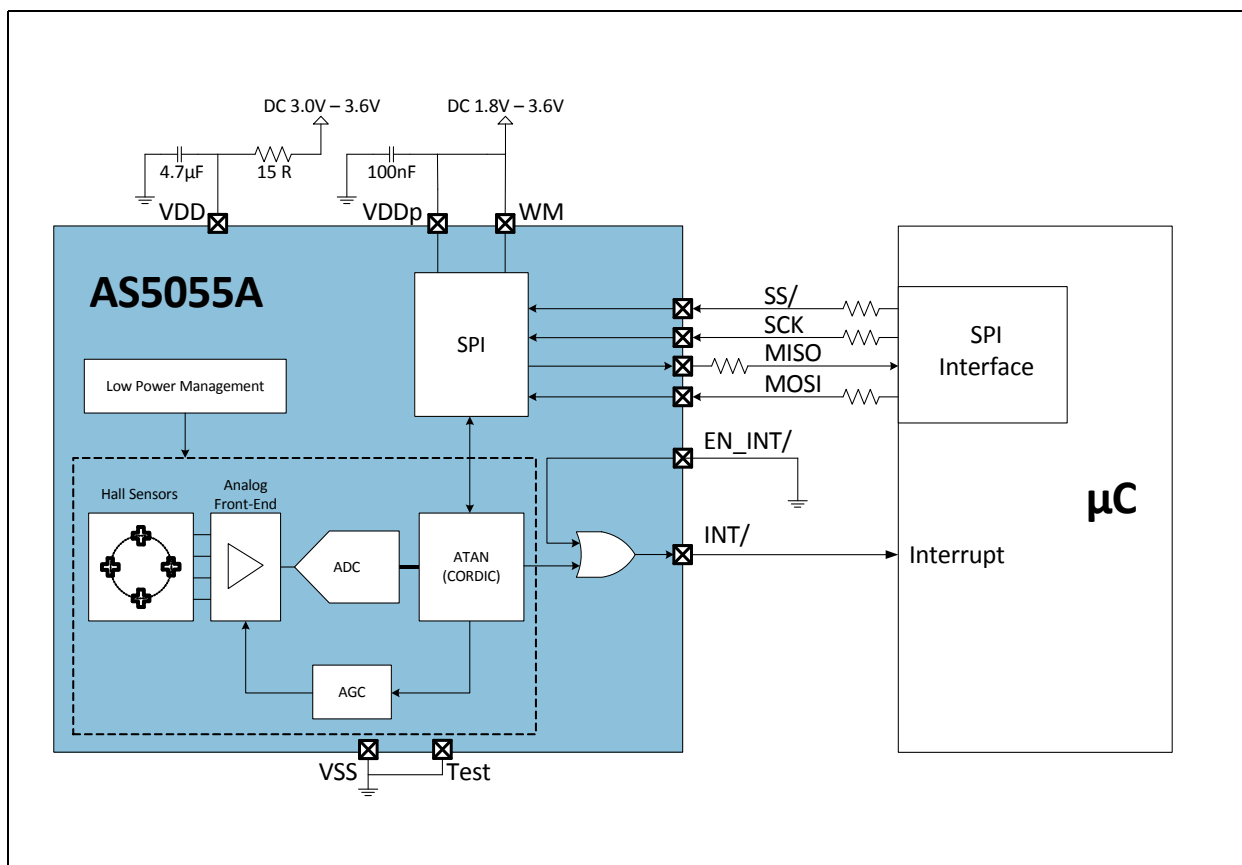 DC 3.0V – 3.6V
DC 1.8V – 3.6V
4.7µF
15 R
100nF
VDD
VDDp
WM
AS5055A
SPI
SS/
SCK
MISO
MOSI
SPI
Interface
Low Power Management
EN_INT/
µC
Hall Sensors
Analog
Front-End
ADC
ATAN
(CORDIC)
INT/
Interrupt
AGC
VSS
Test